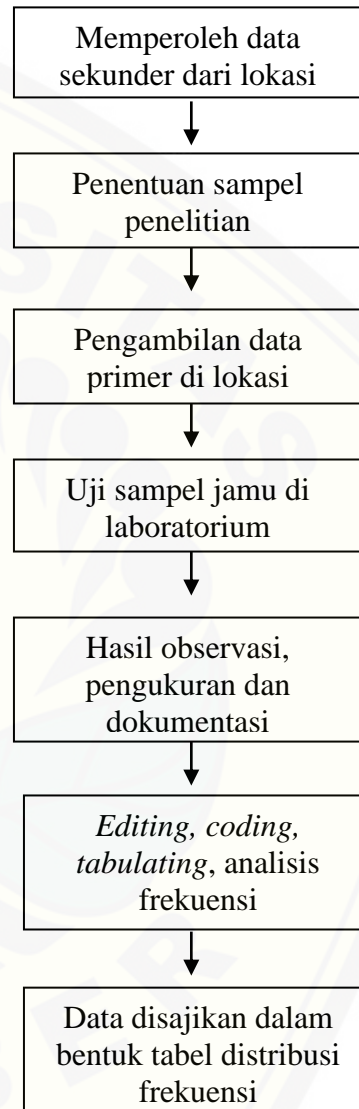 Memperoleh data
sekunder dari lokasi
Penentuan sampel
penelitian
Pengambilan data
primer di lokasi
Uji sampel jamu di
laboratorium
Hasil observasi,
pengukuran dan
dokumentasi
Editing, coding,
tabulating, analisis
frekuensi
Data disajikan dalam
bentuk tabel distribusi
frekuensi